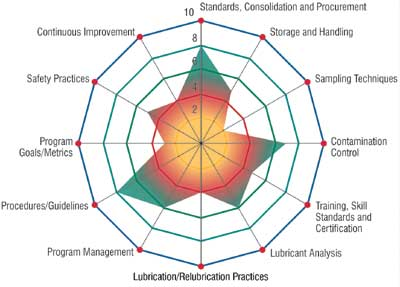 10
Standards, Consolidation and Procurement
Continuous Improvement
8
Storage and Handling
6
Safety Practices
4
Sampling Techniques
2
Program
Goals/Metrics
Contamination
Control
Procedures/Guidelines
Training, Skill
Standards and
Certification
Program Management
Lubricant Analysis
Lubrication/Relubrication Practices